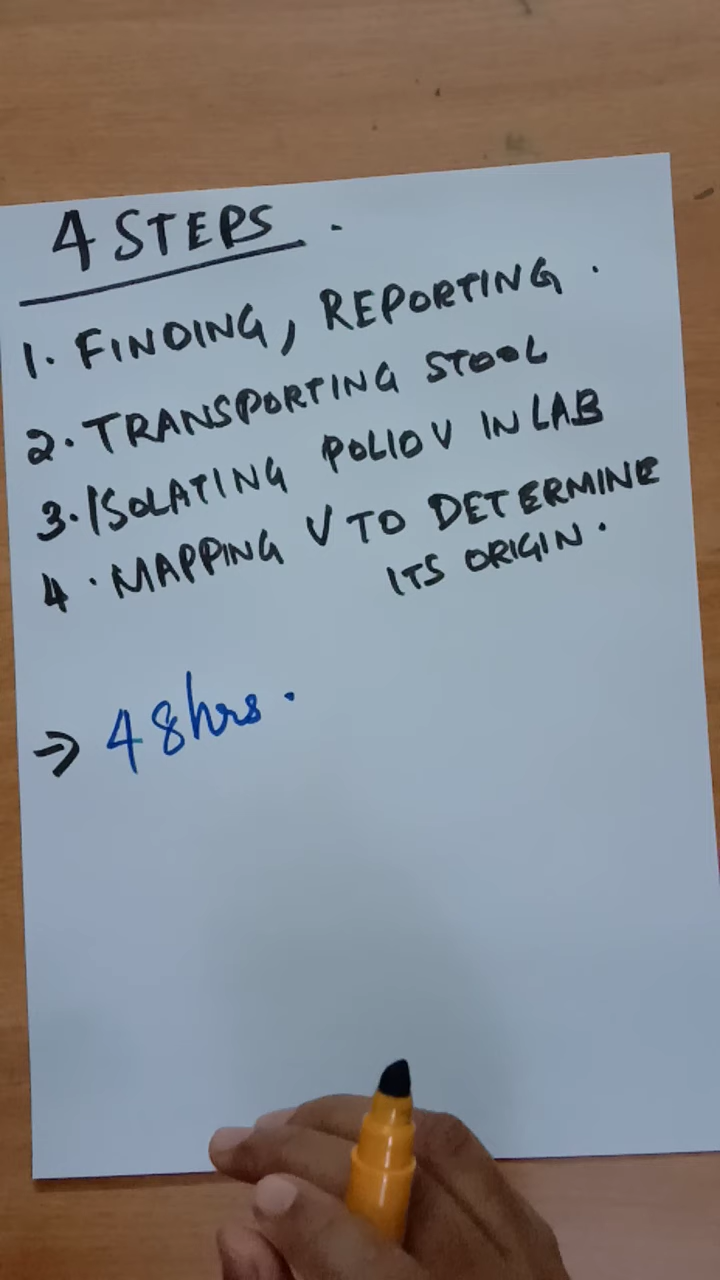 4 STEPS .
1. FINDING, REPORTING .
2. TRANSPORTING STOOL
3. ISOLATING POLIO V IN LAB
4. MAPPING V TO DETERMINE
ITS ORIGIN.
⇒ 48hrs.